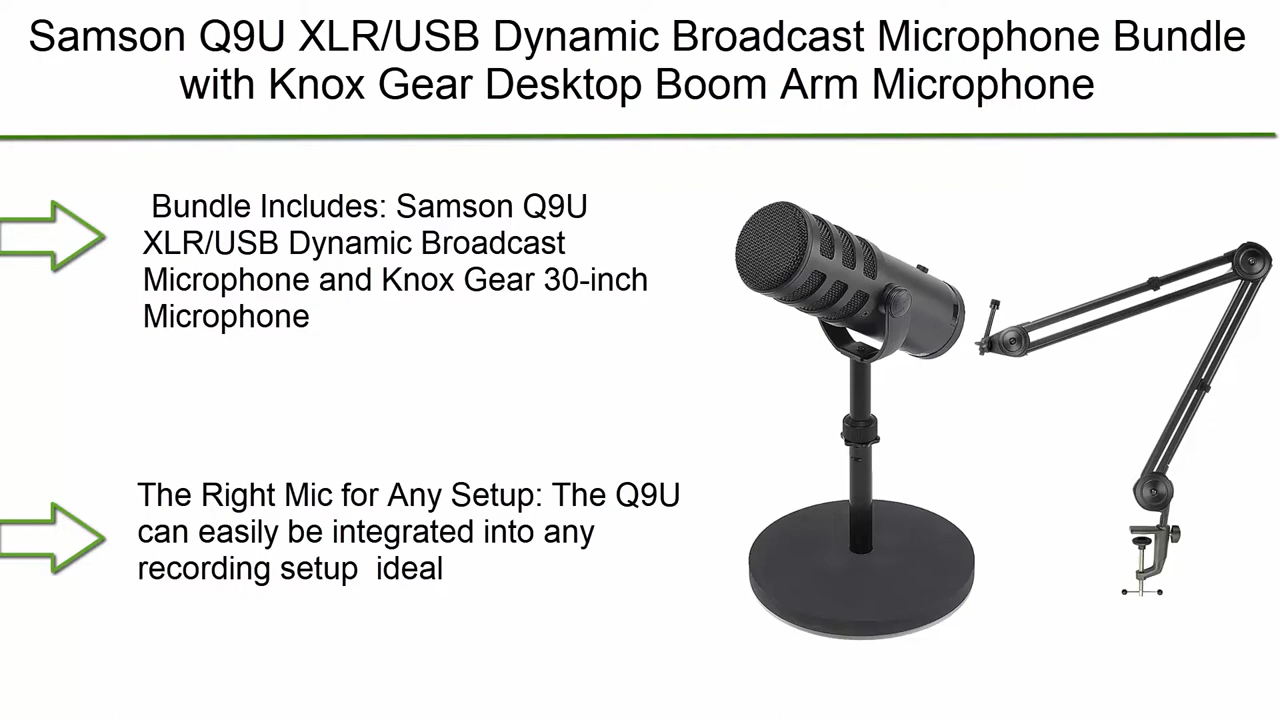 Samson Q9U XLR/USB Dynamic Broadcast Microphone Bundle
with Knox Gear Desktop Boom Arm Microphone
Bundle Includes: Samson Q9U
XLR/USB Dynamic Broadcast
Microphone and Knox Gear 30-inch
Microphone
The Right Mic for Any Setup: The Q9U
can easily be integrated into any
recording setup  ideal